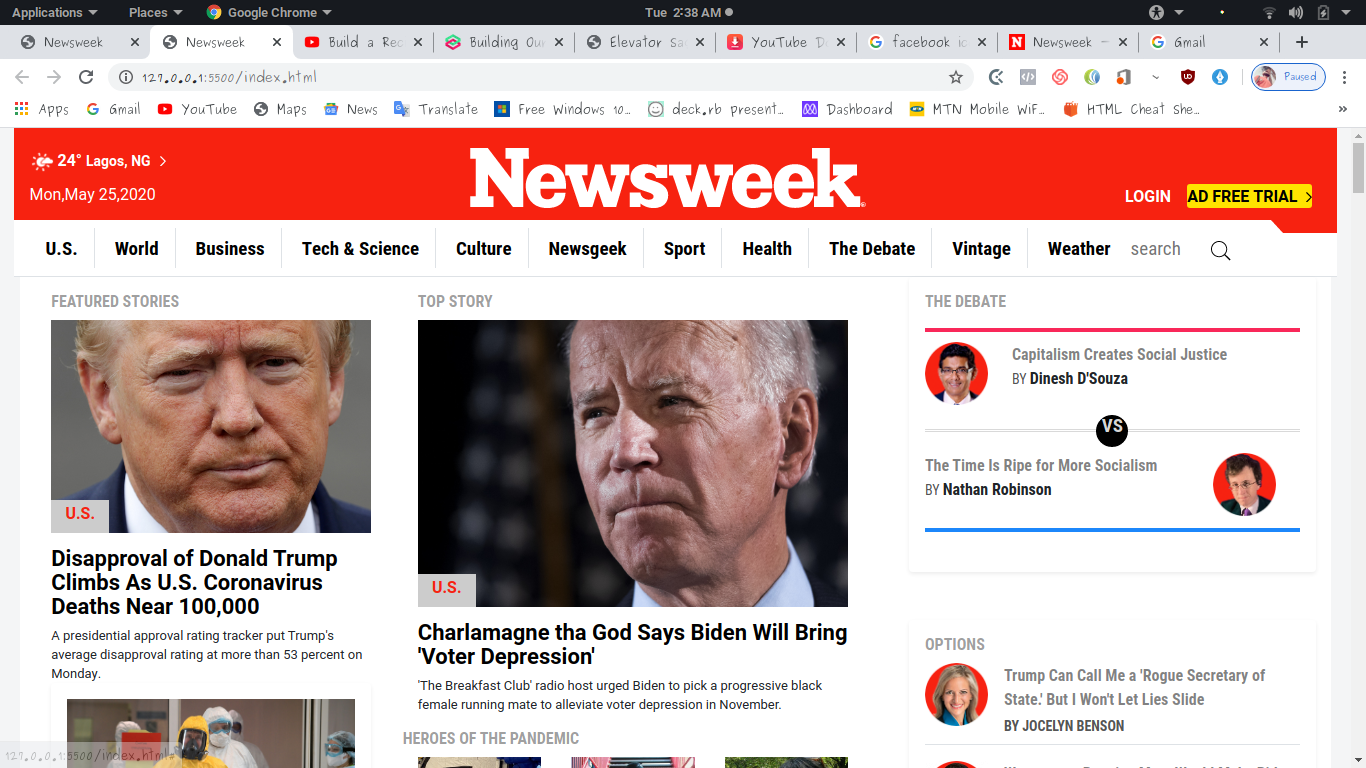 Applications Places Google Chrome Tue 2:38 AM
Newsweek Newsweek Build a Rec Building Ou Elevator Sa YouTube D facebook ic Newsweek – Gmail
127.0.0.1:5500/index.html Paused
Apps Gmail YouTube Maps News Translate Free Windows 10... deck.rb present... Dashboard MTN Mobile WiF... HTML Cheat She... »
24° Lagos, NG
Mon,May 25,2020
Newsweek
LOGIN AD FREE TRIAL
U.S. World Business Tech & Science Culture Newsgeek Sport Health The Debate Vintage Weather search
FEATURED STORIES
U.S.
Disapproval of Donald Trump
Climbs As U.S. Coronavirus
Deaths Near 100,000
A presidential approval rating tracker put Trump's
average disapproval rating at more than 53 percent on
Monday.
TOP STORY
U.S.
Charlamagne tha God Says Biden Will Bring
'Voter Depression'
'The Breakfast Club' radio host urged Biden to pick a progressive black
female running mate to alleviate voter depression in November.
HEROES OF THE PANDEMIC
THE DEBATE
Capitalism Creates Social Justice
BY Dinesh D'Souza
VS
The Time Is Ripe for More Socialism
BY Nathan Robinson
OPTIONS
Trump Can Call Me a 'Rogue Secretary of
State.' But I Won't Let Lies Slide
BY JOCELYN BENSON
127.0.0.1:5500/index.html#